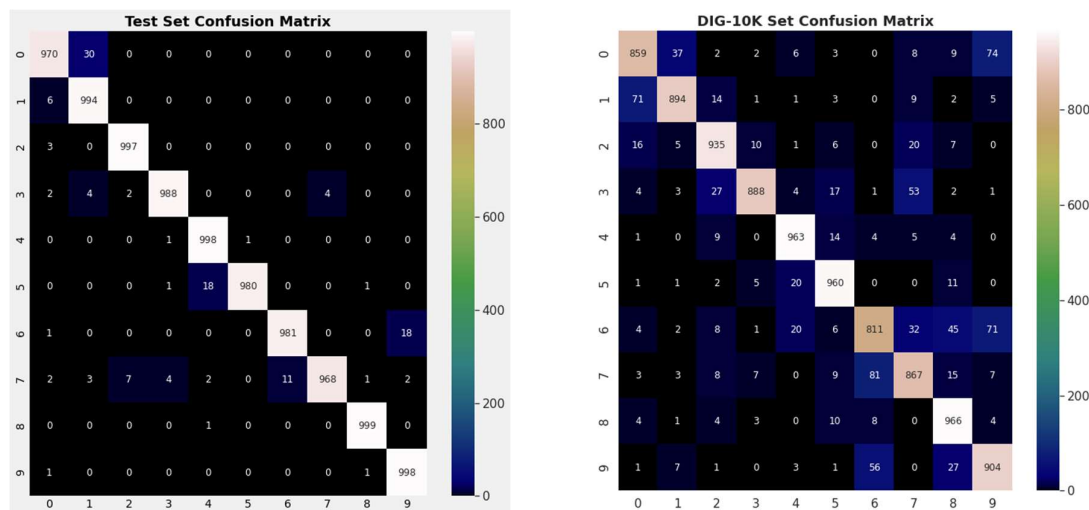 Test Set Confusion Matrix
0 970 30 0 0 0 0 0 0 0 0
1 6 994 0 0 0 0 0 0 0 0
2 3 0 997 0 0 0 0 0 0 0
3 2 4 2 988 0 0 0 4 0 0
4 0 0 0 1 998 1 0 0 0 0
5 0 0 0 1 18 980 0 0 1 0
6 1 0 0 0 0 0 981 0 0 18
7 2 3 7 4 2 0 11 968 1 2
8 0 0 0 0 1 0 0 0 999 0
9 1 0 0 0 0 0 0 0 1 998
0 1 2 3 4 5 6 7 8 9
800
600
400
200
0
DIG-10K Set Confusion Matrix
0 859 37 2 2 6 3 0 8 9 74
1 71 894 14 1 1 3 0 9 2 5
2 16 5 935 10 1 6 0 20 7 0
3 4 3 27 888 4 17 1 53 2 1
4 1 0 9 0 963 14 4 5 4 0
5 1 1 2 5 20 960 0 0 11 0
6 4 2 8 1 20 6 811 32 45 71
7 3 3 8 7 0 9 81 867 15 7
8 4 1 4 3 0 10 8 0 966 4
9 1 7 1 0 3 1 56 0 27 904
0 1 2 3 4 5 6 7 8 9
800
600
400
200
0